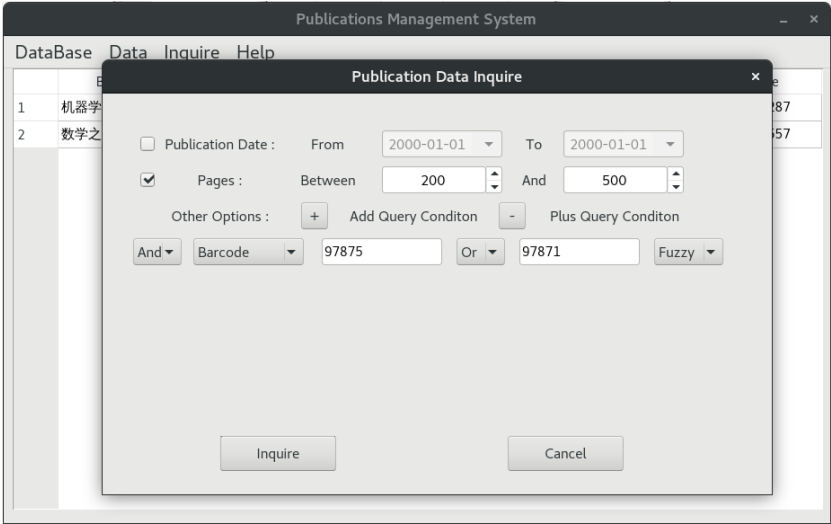 Publications Management System
DataBase Data Inquire Help
Publication Data Inquire
1 机器学 287
2 数学之 557
Publication Date : From 2000-01-01 To 2000-01-01
Pages : Between 200 And 500
Other Options : + Add Query Conditon - Plus Query Conditon
And Barcode 97875 Or 97871 Fuzzy
Inquire Cancel